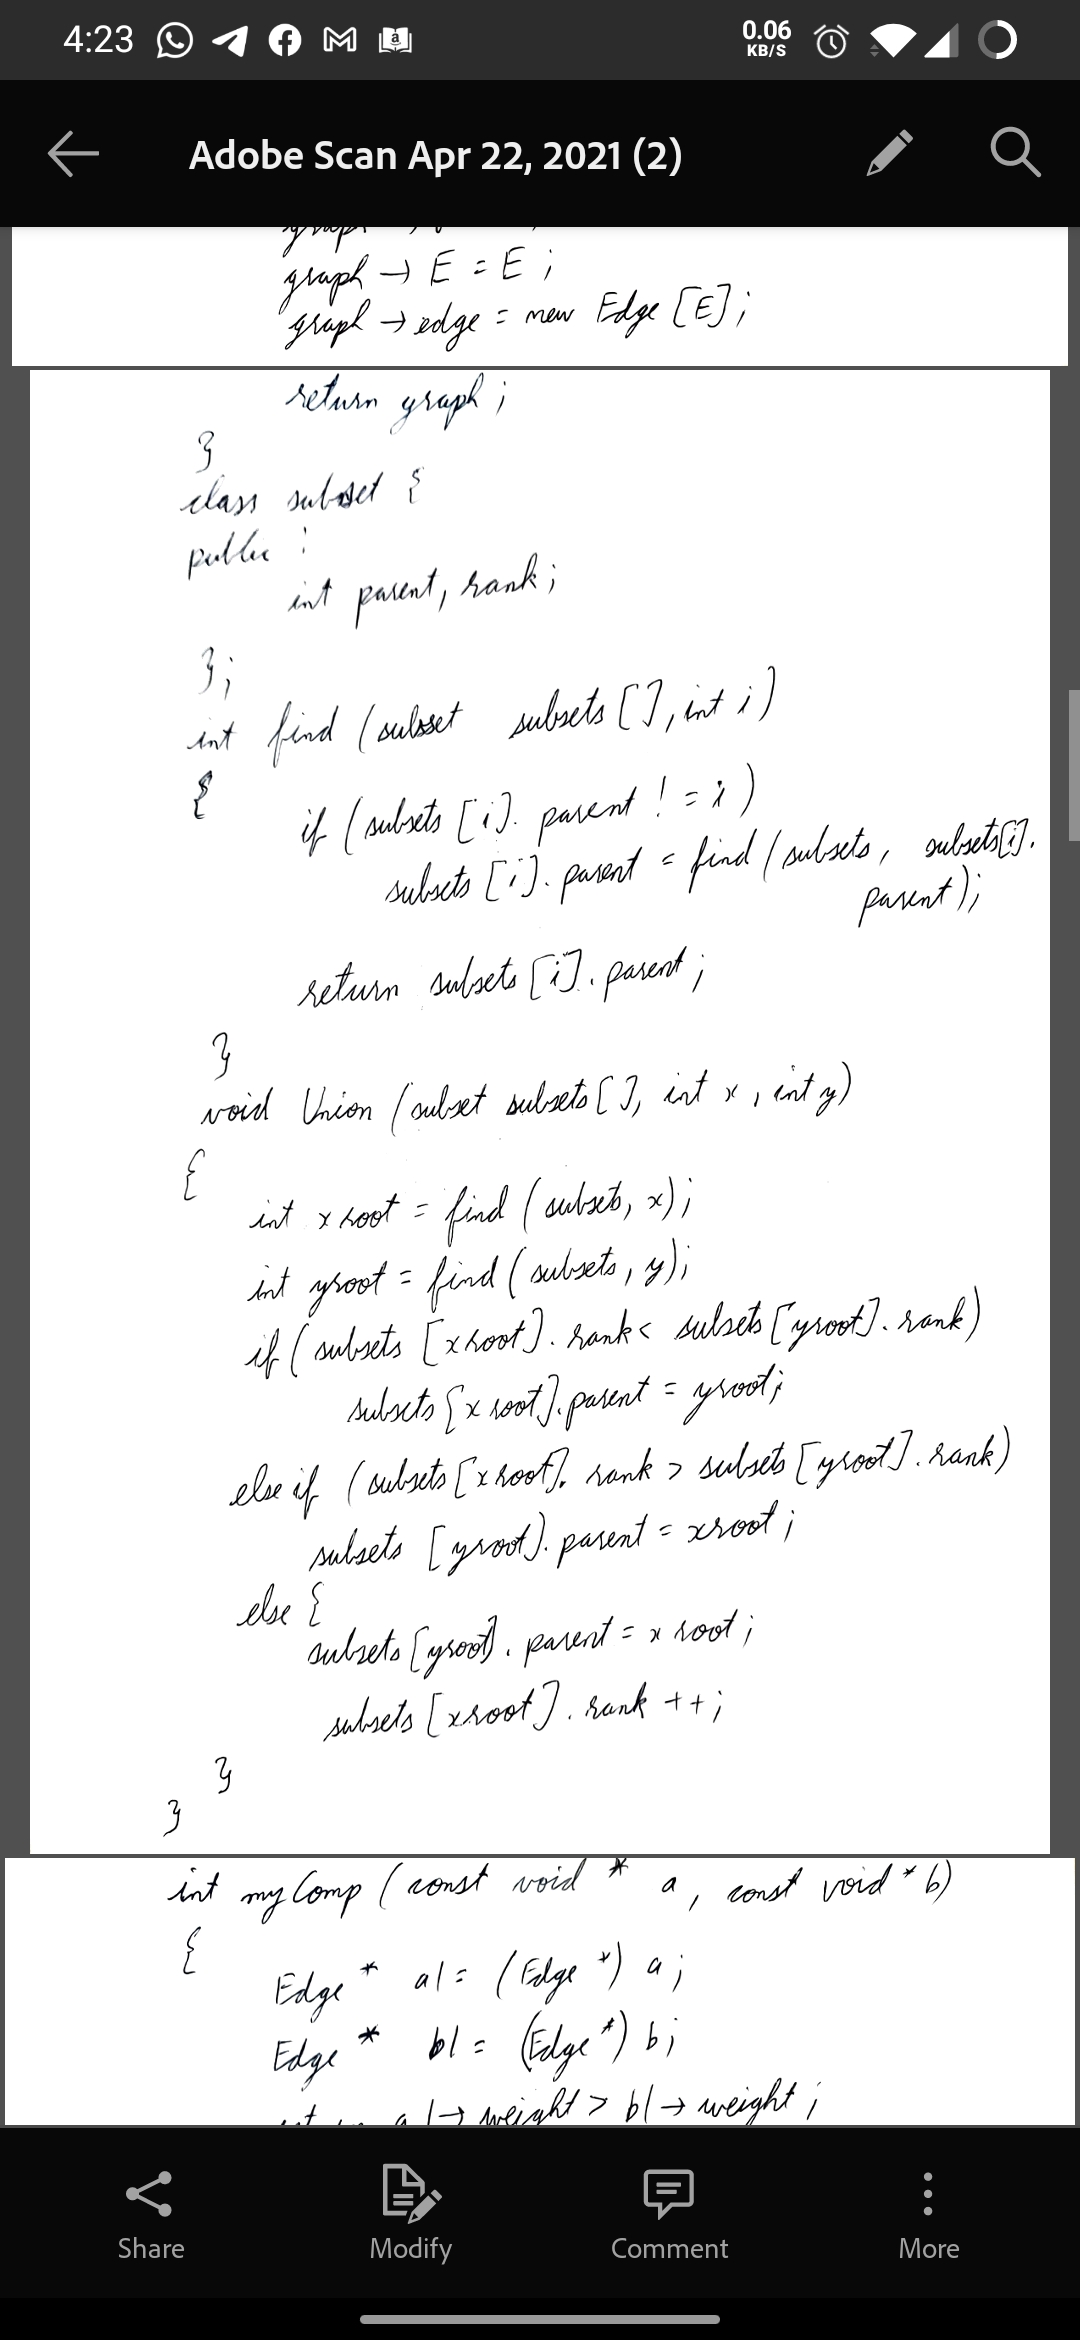 4:23
0.06
KB/S
Adobe Scan Apr 22, 2021 (2)
graph
graph → E = E ;
graph → edge = new Edge [E];
return graph ;
}
class subset {
public :
int parent, rank;
};
int find ( subset subsets [], int i )
{
if ( subsets [i]. parent ! = i )
subsets [i]. parent = find ( subsets, subsets[i].
parent );
return subsets [i]. parent ;
}
void Union ( subset subsets [ ], int x , int y)
{
int xroot = find ( subsets, x);
int yroot = find ( subsets , y);
if ( subsets [xroot]. rank < subsets [yroot]. rank)
subsets [x root]. parent = yroot;
else if ( subsets [xroot]. rank > subsets [yroot]. rank)
subsets [yroot]. parent = xroot ;
else {
subsets [yroot]. parent = x root ;
subsets [xroot]. rank ++ ;
}
}
int myComp ( const void * a , const void * b)
{
Edge * a1 = ( Edge *) a ;
Edge * b1 = (Edge *) b ;
return a1 → weight > b1 → weight ;
Share
Modify
Comment
More